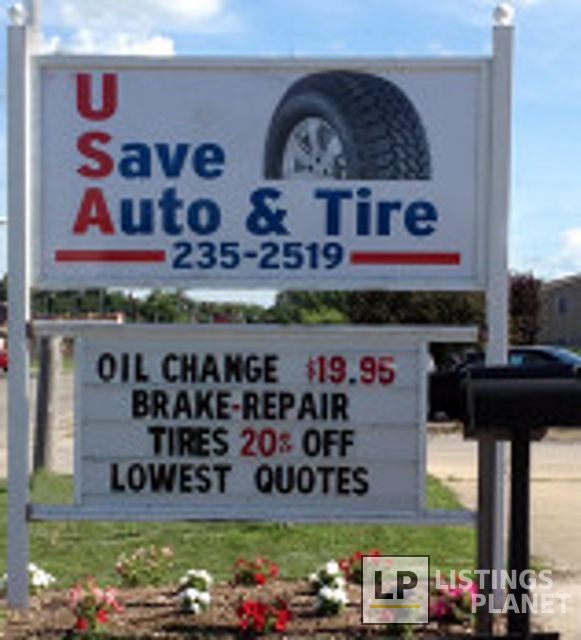 U
Save
Auto & Tire
235-2519
OIL CHANGE $19.95
BRAKE-REPAIR
TIRES 20% OFF
LOWEST QUOTES
LP LISTINGS
PLANET